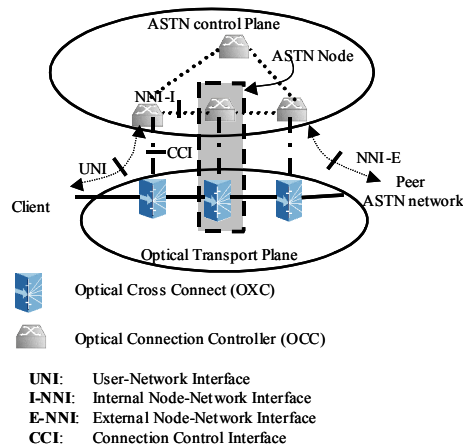 ASTN control Plane
ASTN Node
NNI-I
CCI
UNI
NNI-E
Peer
ASTN network
Client
Optical Transport Plane
Optical Cross Connect (OXC)
Optical Connection Controller (OCC)
UNI: User-Network Interface
I-NNI: Internal Node-Network Interface
E-NNI: External Node-Network Interface
CCI: Connection Control Interface